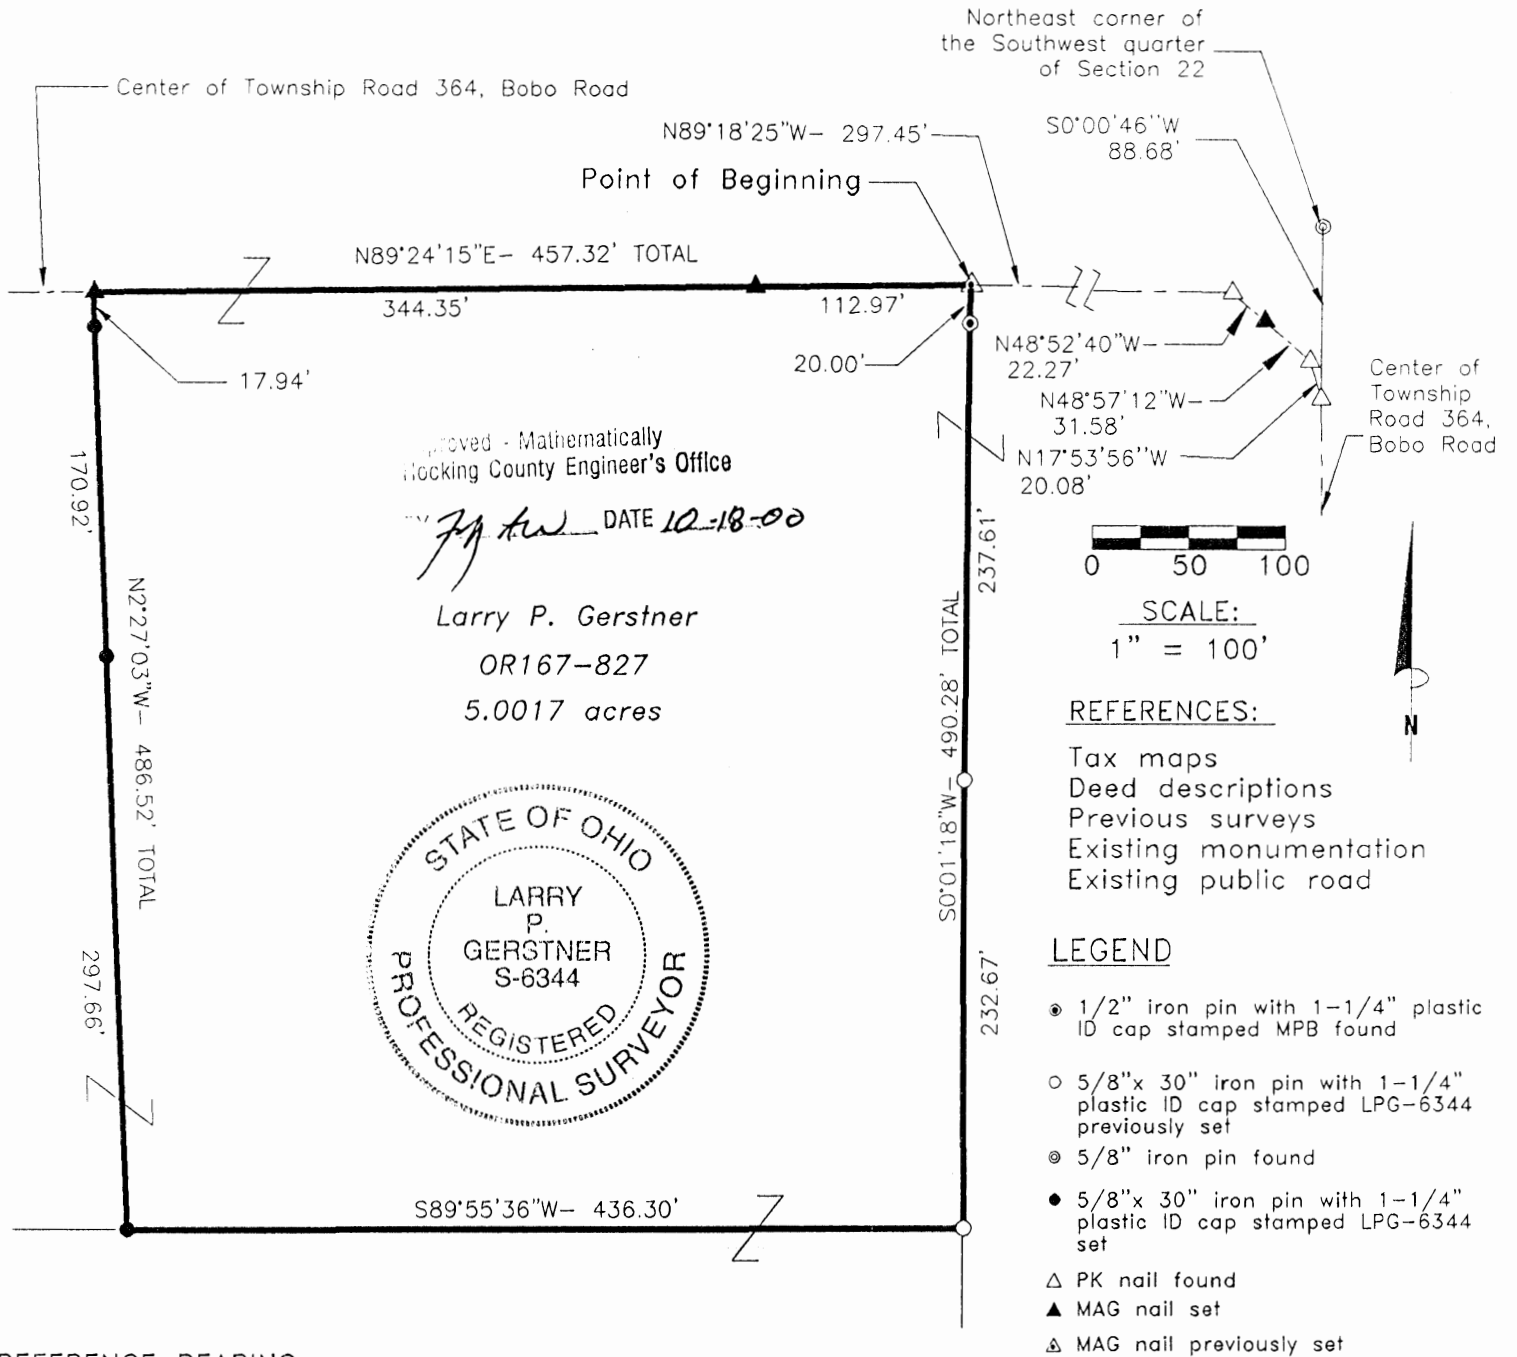 Northeast corner of
the Southwest quarter
of Section 22
Center of Township Road 364, Bobo Road
N89°18'25"W- 297.45'
S0°00'46"W
88.68'
Point of Beginning
N89°24'15"E- 457.32' TOTAL
344.35'
112.97'
20.00'
17.94'
N48°52'40"W-
22.27'
N48°57'12"W-
31.58'
N17°53'56"W
20.08'
Center of
Township
Road 364,
Bobo Road
- Mathematically
Hocking County Engineer's Office
DATE 10-18-00
170.92'
N2°27'03"W- 486.52' TOTAL
297.66'
237.61'
S0°01'18"W- 490.28' TOTAL
232.67'
Larry P. Gerstner
OR167-827
5.0017 acres
STATE OF OHIO
LARRY
P.
GERSTNER
S-6344
REGISTERED
PROFESSIONAL SURVEYOR
S89°55'36"W- 436.30'
0 50 100
SCALE:
1" = 100'
N
REFERENCES:
Tax maps
Deed descriptions
Previous surveys
Existing monumentation
Existing public road
LEGEND
1/2" iron pin with 1-1/4" plastic
ID cap stamped MPB found
5/8"x 30" iron pin with 1-1/4"
plastic ID cap stamped LPG-6344
previously set
5/8" iron pin found
5/8"x 30" iron pin with 1-1/4"
plastic ID cap stamped LPG-6344
set
PK nail found
MAG nail set
MAG nail previously set
REFERENCE BEARING